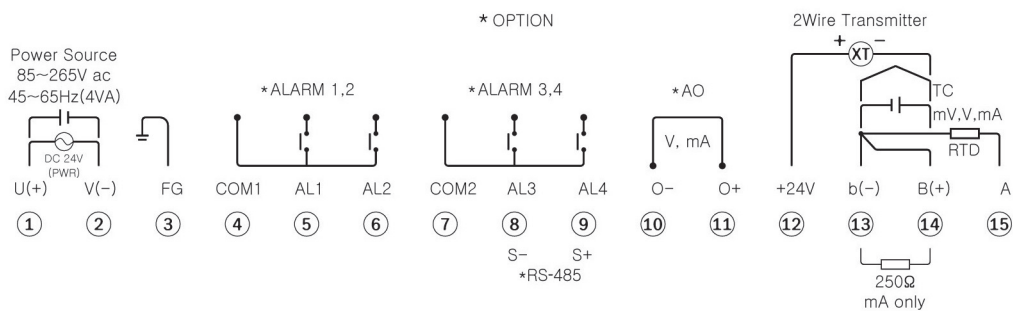 * OPTION
2Wire Transmitter
+ XT −
Power Source
85~265V ac
45~65Hz(4VA)
*ALARM 1,2
*ALARM 3,4
*AO
TC
mV,V,mA
V, mA
RTD
DC 24V
(PWR)
U(+) V(−) FG COM1 AL1 AL2 COM2 AL3 AL4 O− O+ +24V b(−) B(+) A
1 2 3 4 5 6 7 8 9 10 11 12 13 14 15
S− S+
*RS-485
250Ω
mA only